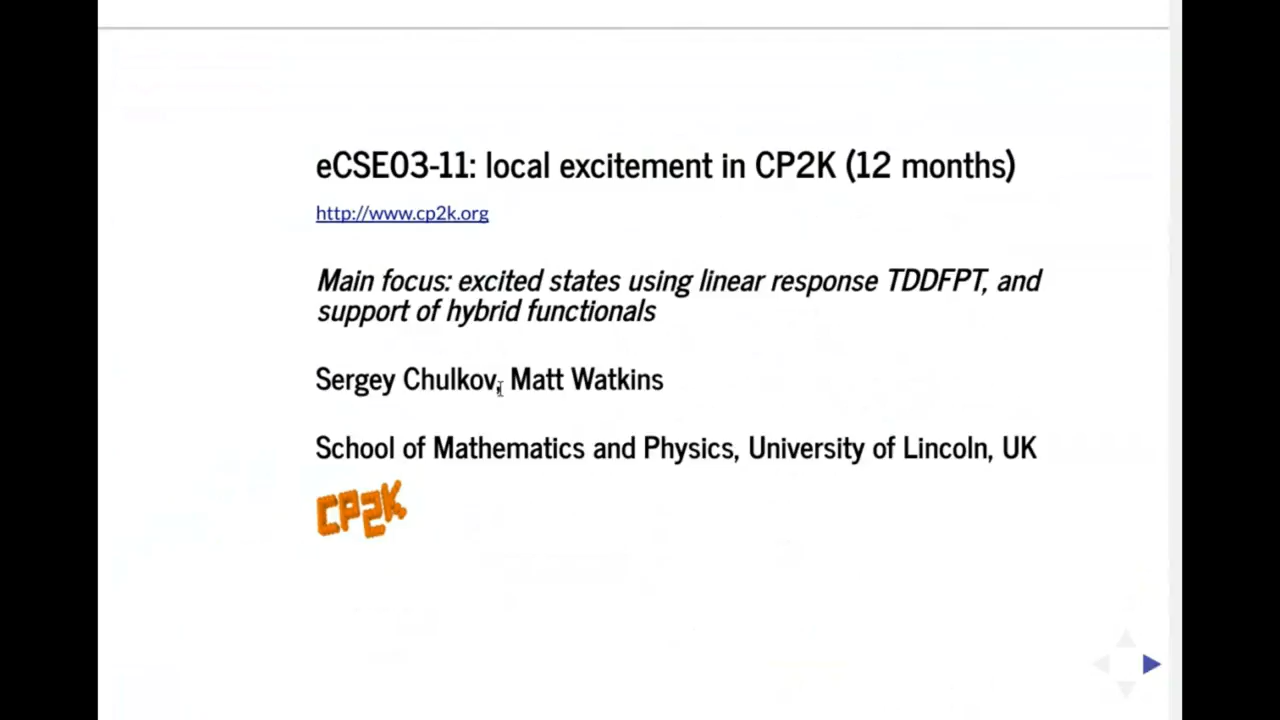 eCSE03-11: local excitement in CP2K (12 months)
http://www.cp2k.org
Main focus: excited states using linear response TDDFPT, and
support of hybrid functionals
Sergey Chulkov, Matt Watkins
School of Mathematics and Physics, University of Lincoln, UK
CP2K